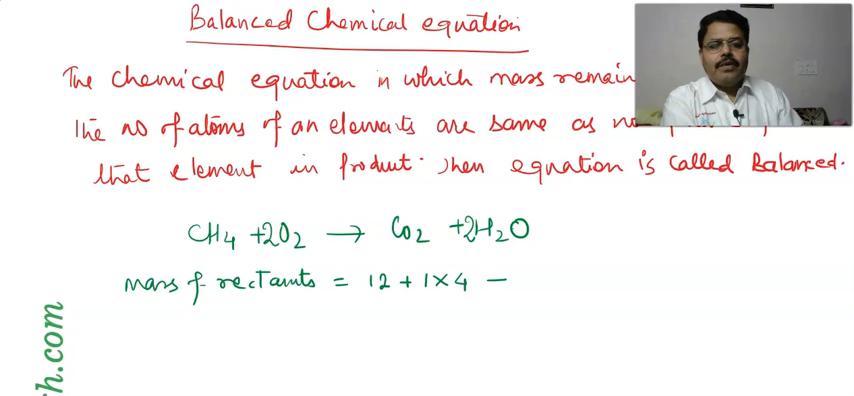 Balanced Chemical equation
The chemical equation in which mass remain
The no of atoms of an elements are same as no
that element in Product. Then equation is called Balanced.
CH4 +2O2 → CO2 +2H2O
mass of rectants = 12 + 1×4 –
h.com